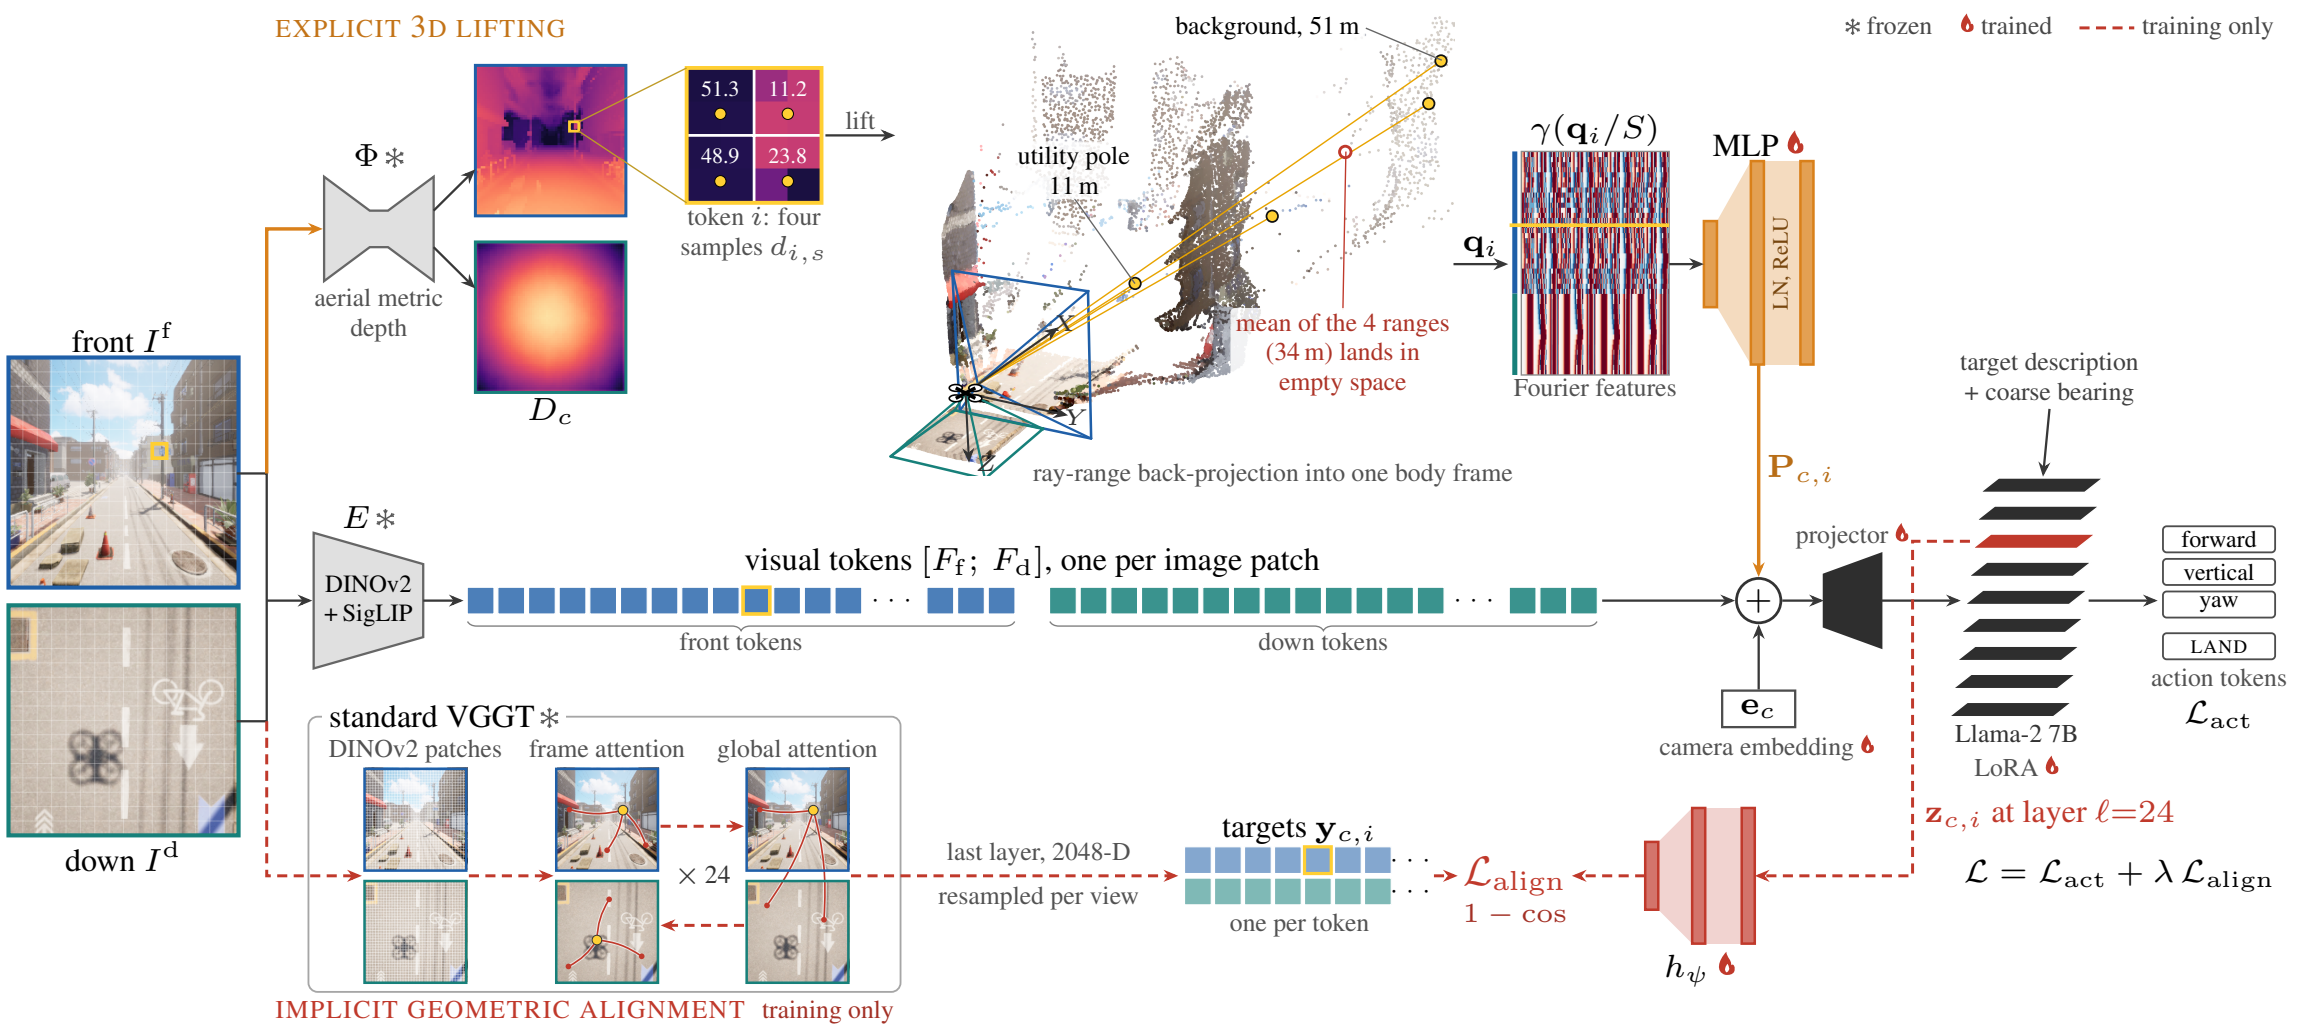 EXPLICIT 3D LIFTING
background, 51 m
✻ frozen
trained
training only
51.3
11.2
48.9
23.8
lift
token i: four
samples d_{i,s}
Φ ✻
aerial metric
depth
D_c
utility pole
11 m
X
Y
Z
mean of the 4 ranges
(34 m) lands in
empty space
ray-range back-projection into one body frame
q_i
γ(q_i/S)
Fourier features
MLP
LN, ReLU
P_{c,i}
target description
+ coarse bearing
front I^f
down I^d
E ✻
DINOv2
+ SigLIP
visual tokens [F_f; F_d], one per image patch
front tokens
down tokens
+
e_c
camera embedding
projector
Llama-2 7B
LoRA
forward
vertical
yaw
LAND
action tokens
ℒ_act
z_{c,i} at layer ℓ=24
ℒ = ℒ_act + λ ℒ_align
standard VGGT ✻
DINOv2 patches
frame attention
global attention
× 24
last layer, 2048-D
resampled per view
targets y_{c,i}
one per token
ℒ_align
1 − cos
h_ψ
IMPLICIT GEOMETRIC ALIGNMENT training only